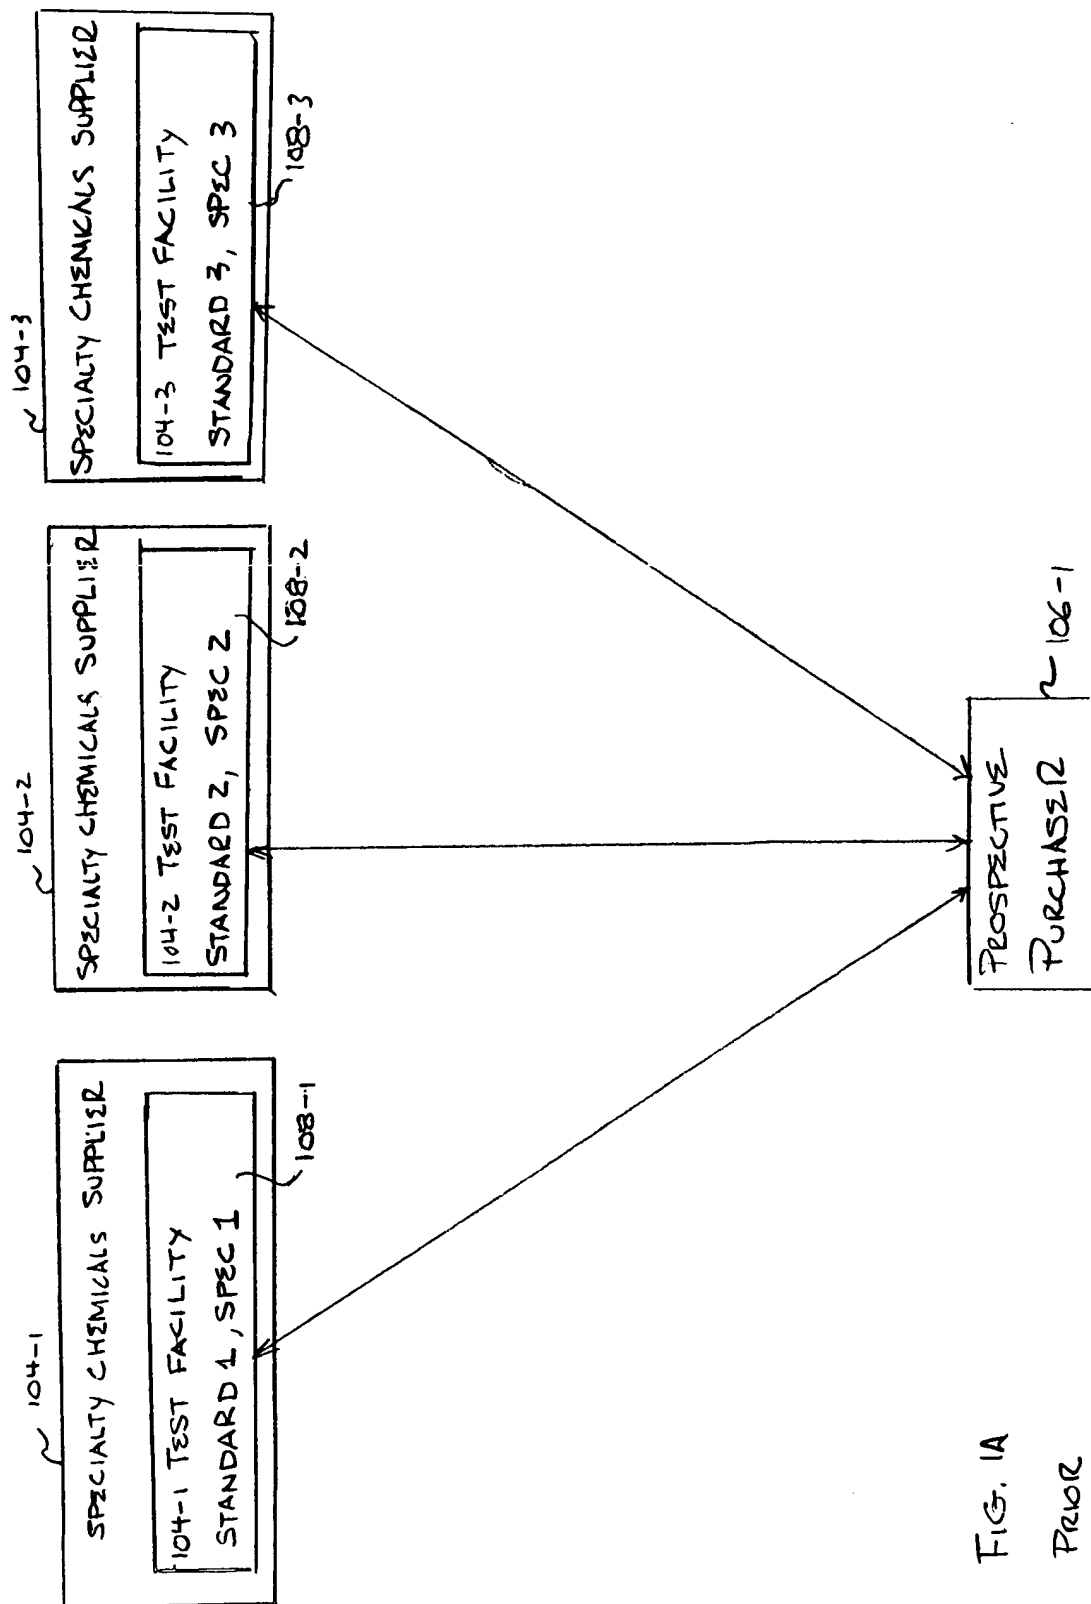 104-1
SPECIALTY CHEMICALS SUPPLIER
104-1 TEST FACILITY
STANDARD 1, SPEC 1
108-1
104-2
SPECIALTY CHEMICALS SUPPLIER
104-2 TEST FACILITY
STANDARD 2, SPEC 2
108-2
104-3
SPECIALTY CHEMICALS SUPPLIER
104-3 TEST FACILITY
STANDARD 3, SPEC 3
108-3
PROSPECTIVE
PURCHASER
106-1
FIG. 1A
PRIOR